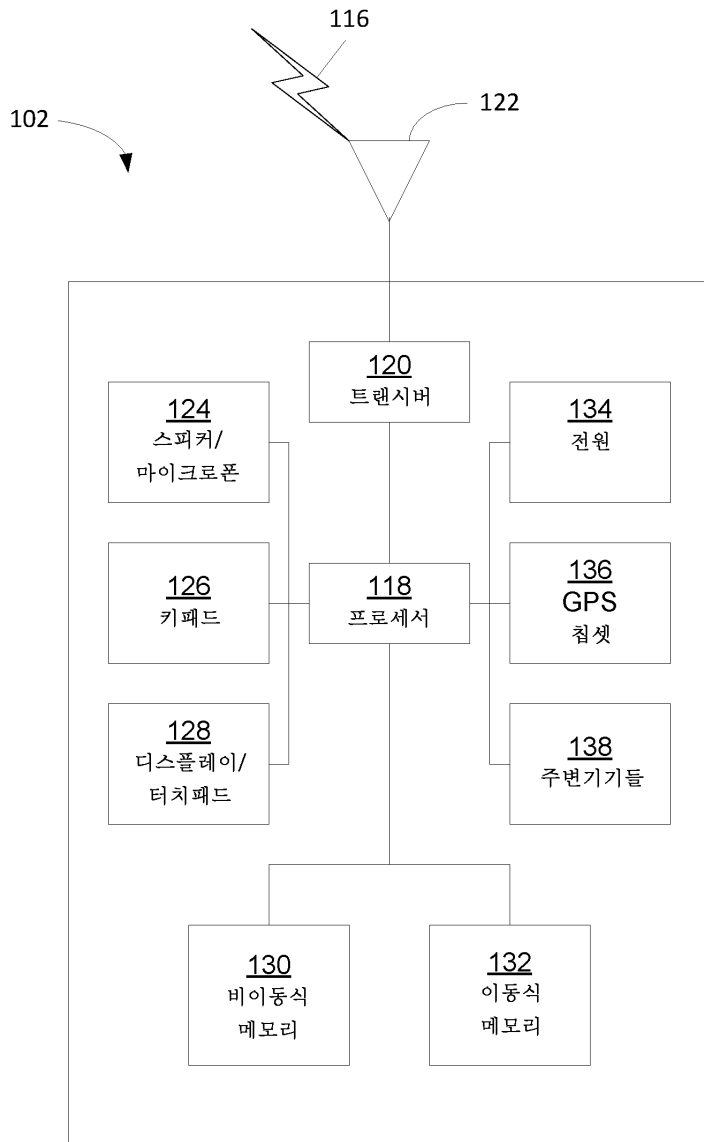 116
122
102
120
트랜시버
124
스피커/
마이크로폰
134
전원
126
키패드
118
프로세서
136
GPS
칩셋
128
디스플레이/
터치패드
138
주변기기들
130
비이동식
메모리
132
이동식
메모리